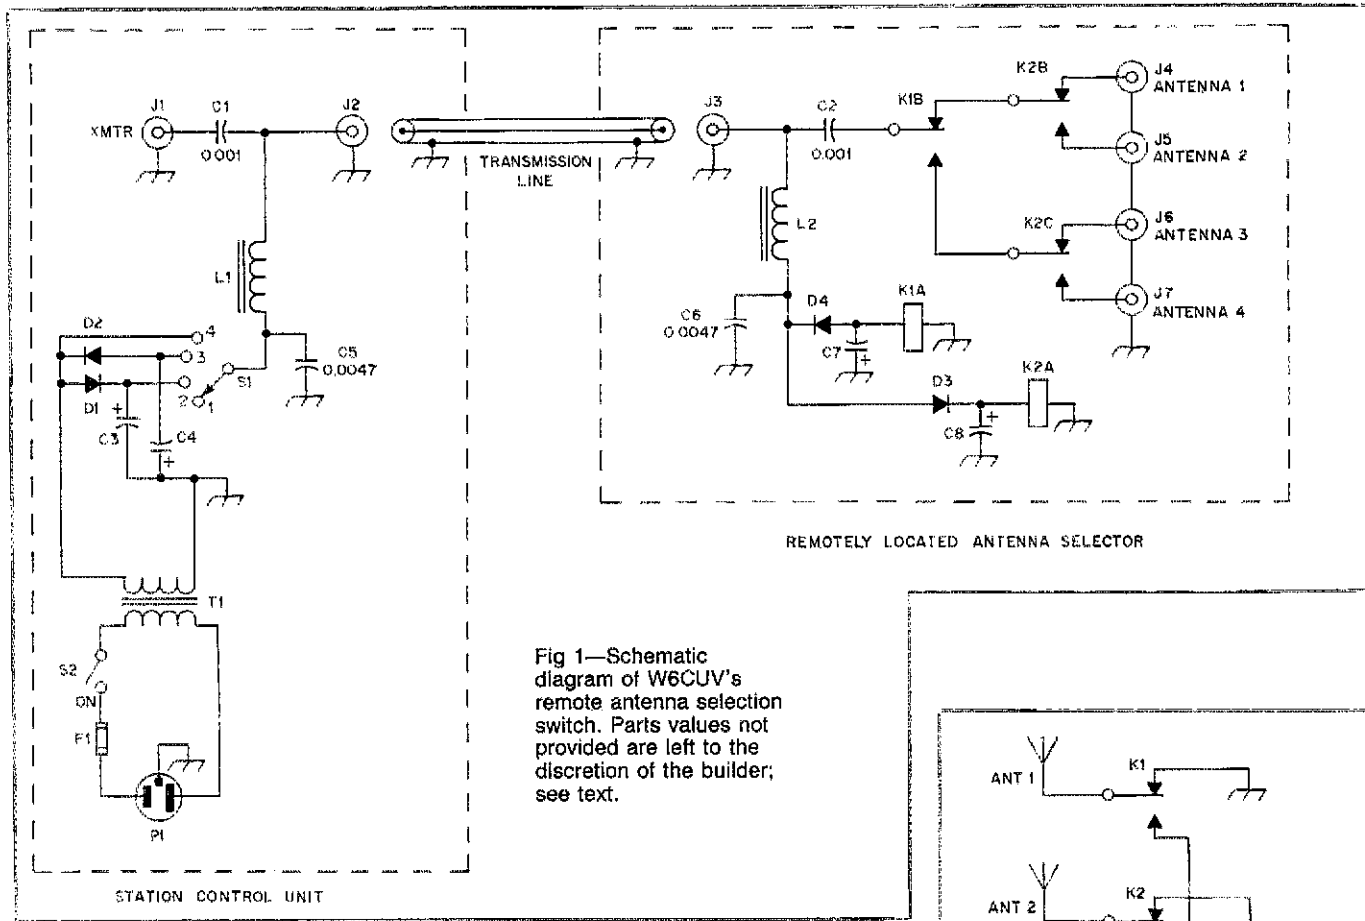 J1
C1
J2
XMTR
0.001
TRANSMISSION
LINE
L1
D2
4
3
S1
2
1
D1
C5
0.0047
+
C3
C4
+
T1
S2
ON
F1
P1
STATION CONTROL UNIT
J3
C2
0.001
K1B
K2B
J4
ANTENNA 1
J5
ANTENNA 2
L2
K2C
J6
ANTENNA 3
J7
ANTENNA 4
C6
0.0047
D4
K1A
C7
+
D3
K2A
C8
+
REMOTELY LOCATED ANTENNA SELECTOR
Fig 1—Schematic
diagram of W6CUV's
remote antenna selection
switch. Parts values not
provided are left to the
discretion of the builder;
see text.
ANT 1
K1
ANT 2
K2